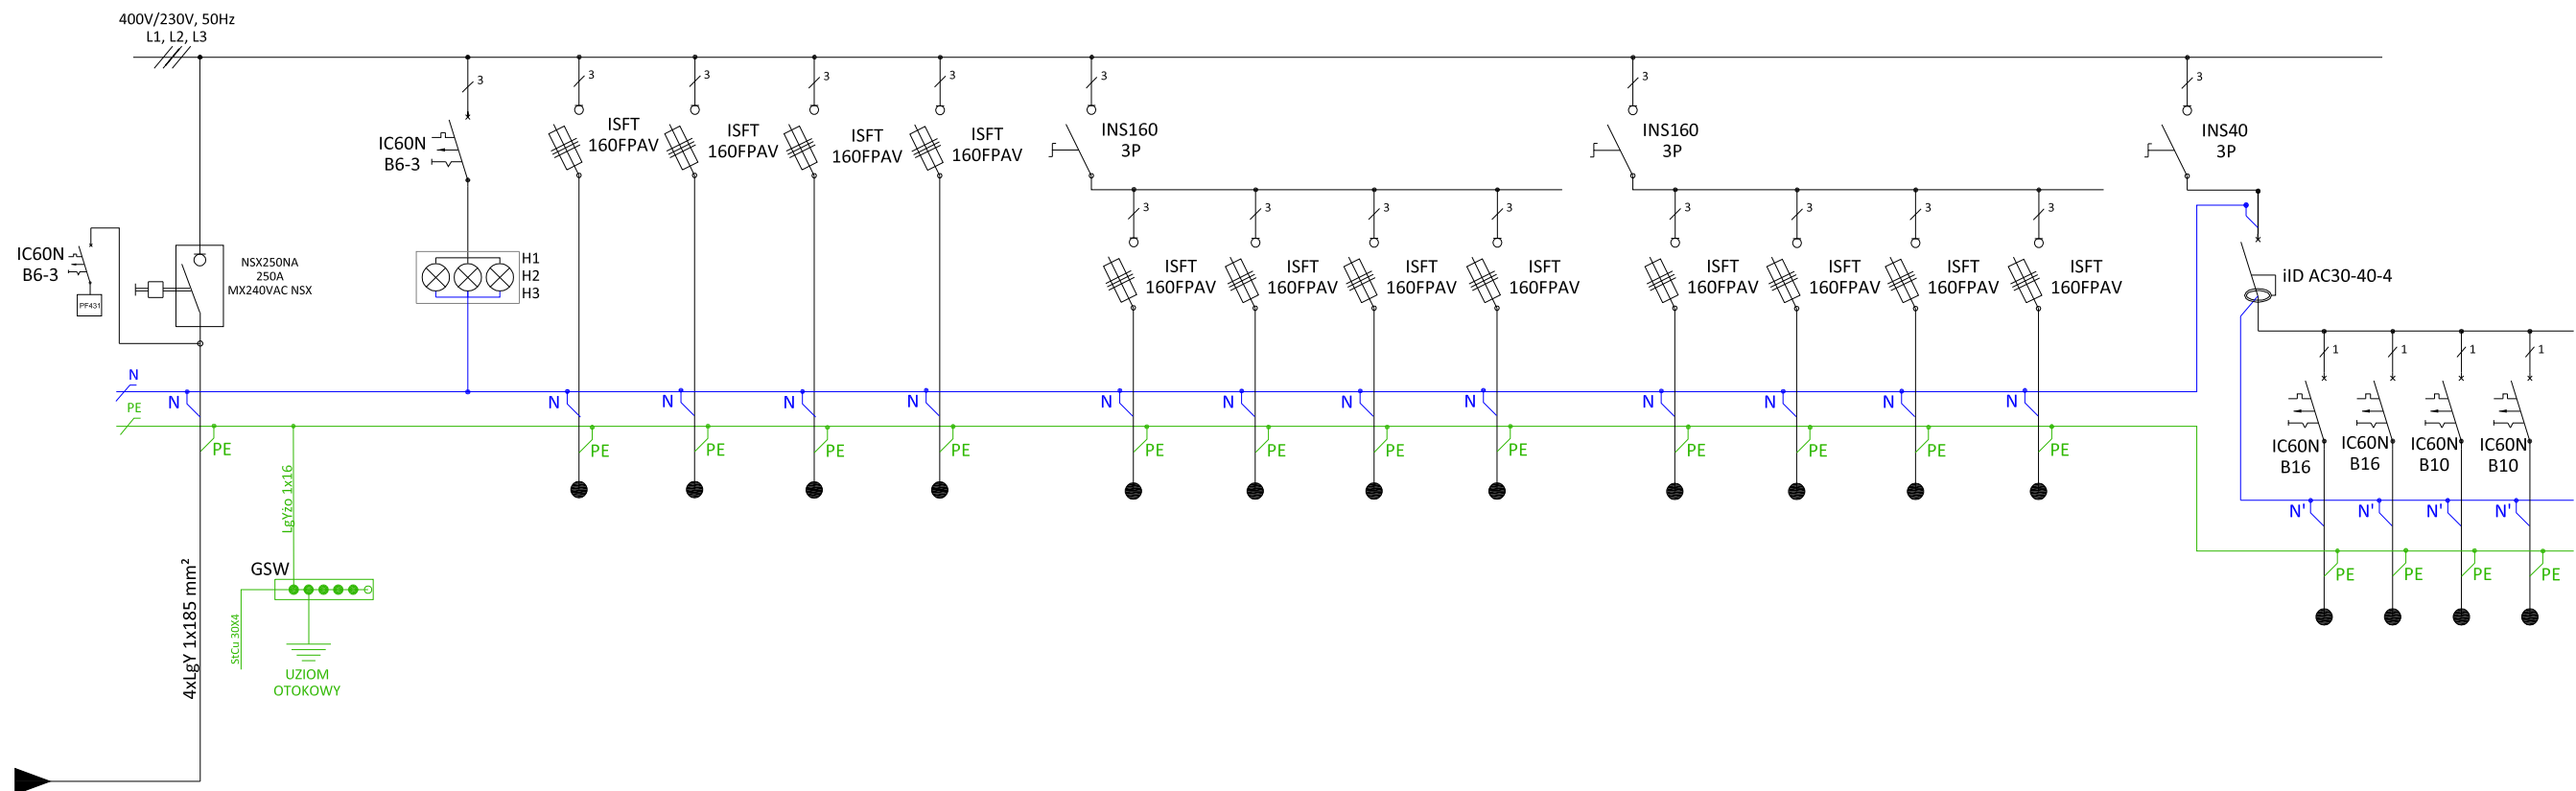 400V/230V, 50Hz
L1, L2, L3
3
3
3
3
3
3
3
3
IC60N
B6-3
ISFT
160FPAV
ISFT
160FPAV
ISFT
160FPAV
ISFT
160FPAV
INS160
3P
INS160
3P
INS40
3P
3
3
3
3
3
3
3
3
IC60N
B6-3
PF431
NSX250NA
250A
MX240VAC NSX
H1
H2
H3
ISFT
160FPAV
ISFT
160FPAV
ISFT
160FPAV
ISFT
160FPAV
ISFT
160FPAV
ISFT
160FPAV
ISFT
160FPAV
ISFT
160FPAV
iID AC30-40-4
1
1
1
1
N
N
N
N
N
N
N
N
N
N
N
N
N
N
PE
PE
PE
PE
PE
PE
PE
PE
PE
PE
PE
PE
PE
PE
IC60N
B16
IC60N
B16
IC60N
B10
IC60N
B10
N'
N'
N'
N'
PE
PE
PE
PE
LgYżo 1x16
GSW
StCu 30X4
UZIOM
OTOKOWY
4xLgY 1x185 mm²